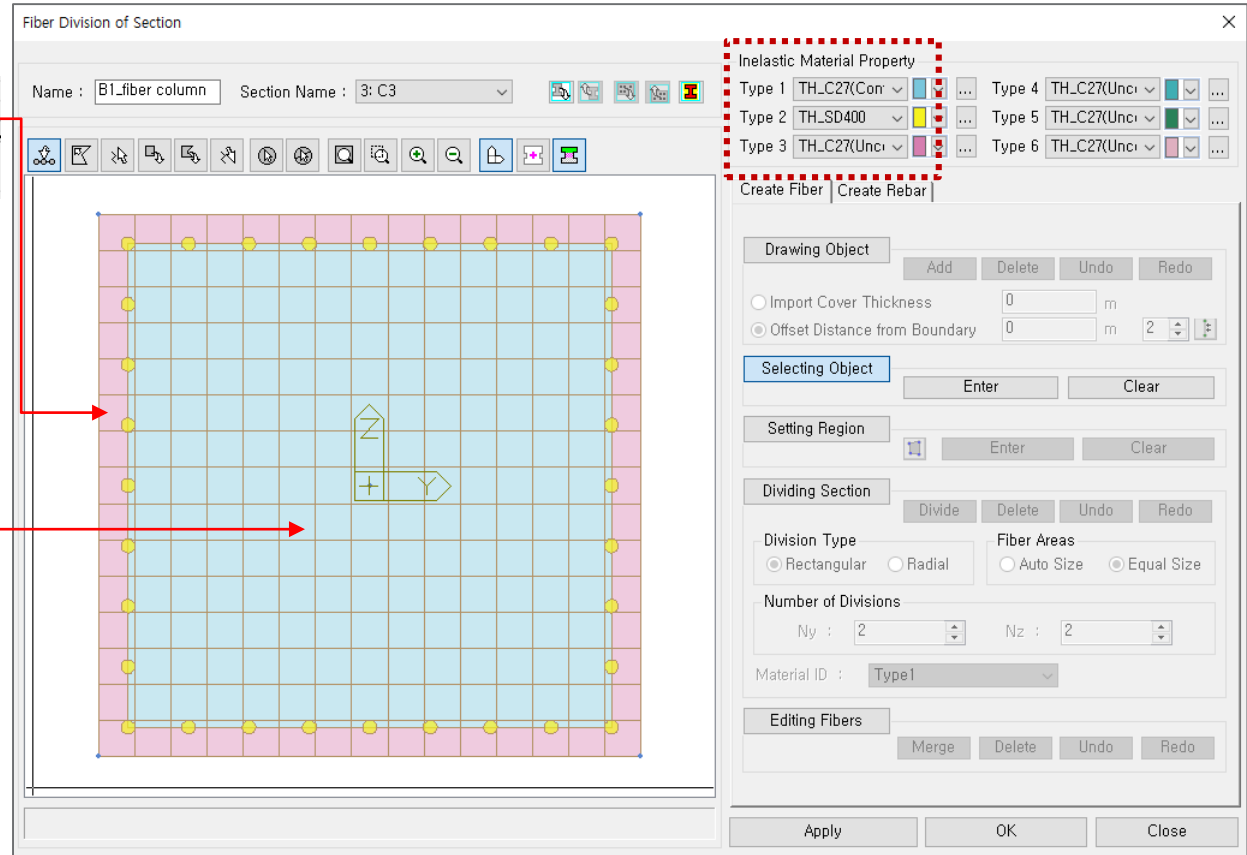 Fiber Division of Section
Name : B1_fiber column Section Name : 3: C3
Inelastic Material Property
Type 1 TH_C27(Con ... Type 4 TH_C27(Unc ...
Type 2 TH_SD400 ... Type 5 TH_C27(Unc ...
Type 3 TH_C27(Unc ... Type 6 TH_C27(Unc ...
Create Fiber Create Rebar
Drawing Object
Add Delete Undo Redo
Import Cover Thickness 0 m
Offset Distance from Boundary 0 m 2
Selecting Object
Enter Clear
Setting Region
Enter Clear
Dividing Section
Divide Delete Undo Redo
Division Type Fiber Areas
Rectangular Radial Auto Size Equal Size
Number of Divisions
Ny : 2 Nz : 2
Material ID : Type1
Editing Fibers
Merge Delete Undo Redo
Z
Y
Apply OK Close